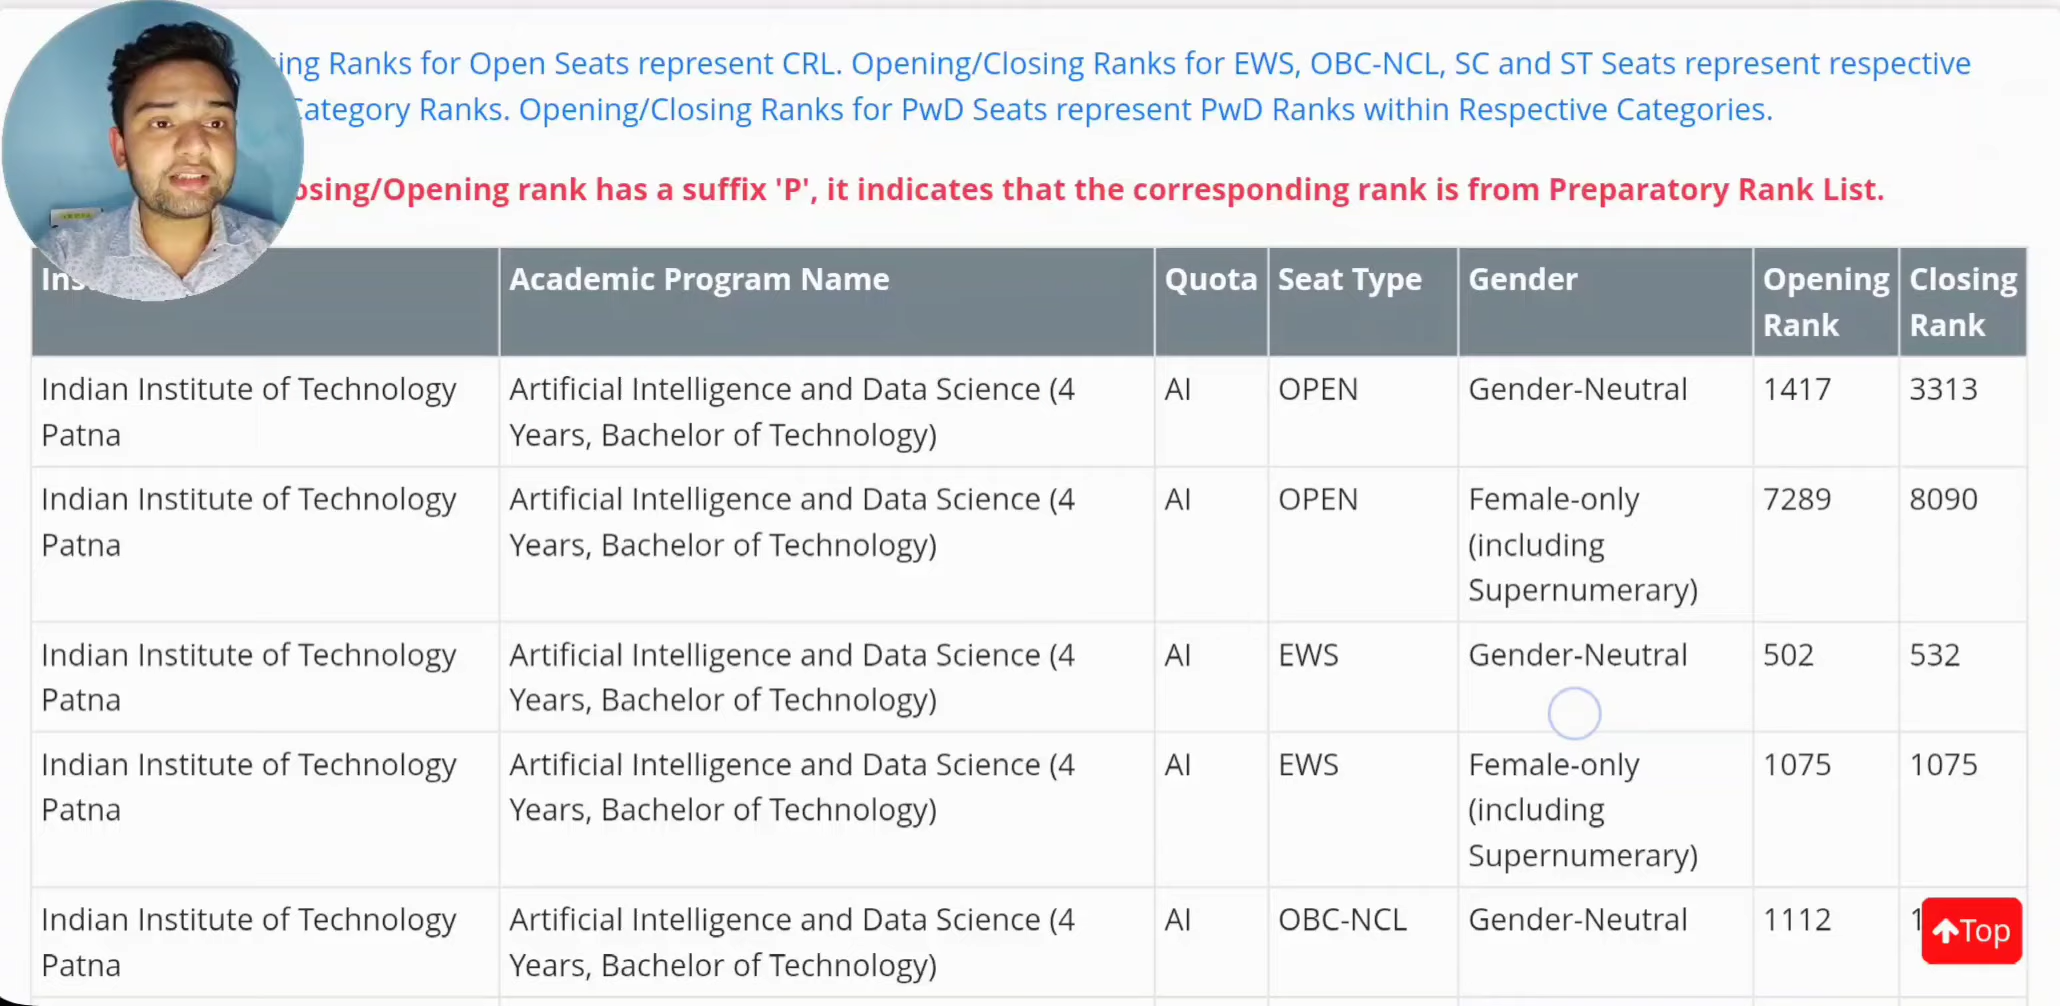 ing Ranks for Open Seats represent CRL. Opening/Closing Ranks for EWS, OBC-NCL, SC and ST Seats represent respective
Category Ranks. Opening/Closing Ranks for PwD Seats represent PwD Ranks within Respective Categories.
osing/Opening rank has a suffix 'P', it indicates that the corresponding rank is from Preparatory Rank List.
Ins Academic Program Name Quota Seat Type Gender Opening Closing
Rank Rank
Indian Institute of Technology Artificial Intelligence and Data Science (4 AI OPEN Gender-Neutral 1417 3313
Patna Years, Bachelor of Technology)
Indian Institute of Technology Artificial Intelligence and Data Science (4 AI OPEN Female-only 7289 8090
Patna Years, Bachelor of Technology) (including
Supernumerary)
Indian Institute of Technology Artificial Intelligence and Data Science (4 AI EWS Gender-Neutral 502 532
Patna Years, Bachelor of Technology)
Indian Institute of Technology Artificial Intelligence and Data Science (4 AI EWS Female-only 1075 1075
Patna Years, Bachelor of Technology) (including
Supernumerary)
Indian Institute of Technology Artificial Intelligence and Data Science (4 AI OBC-NCL Gender-Neutral 1112 1
Patna Years, Bachelor of Technology)
Top